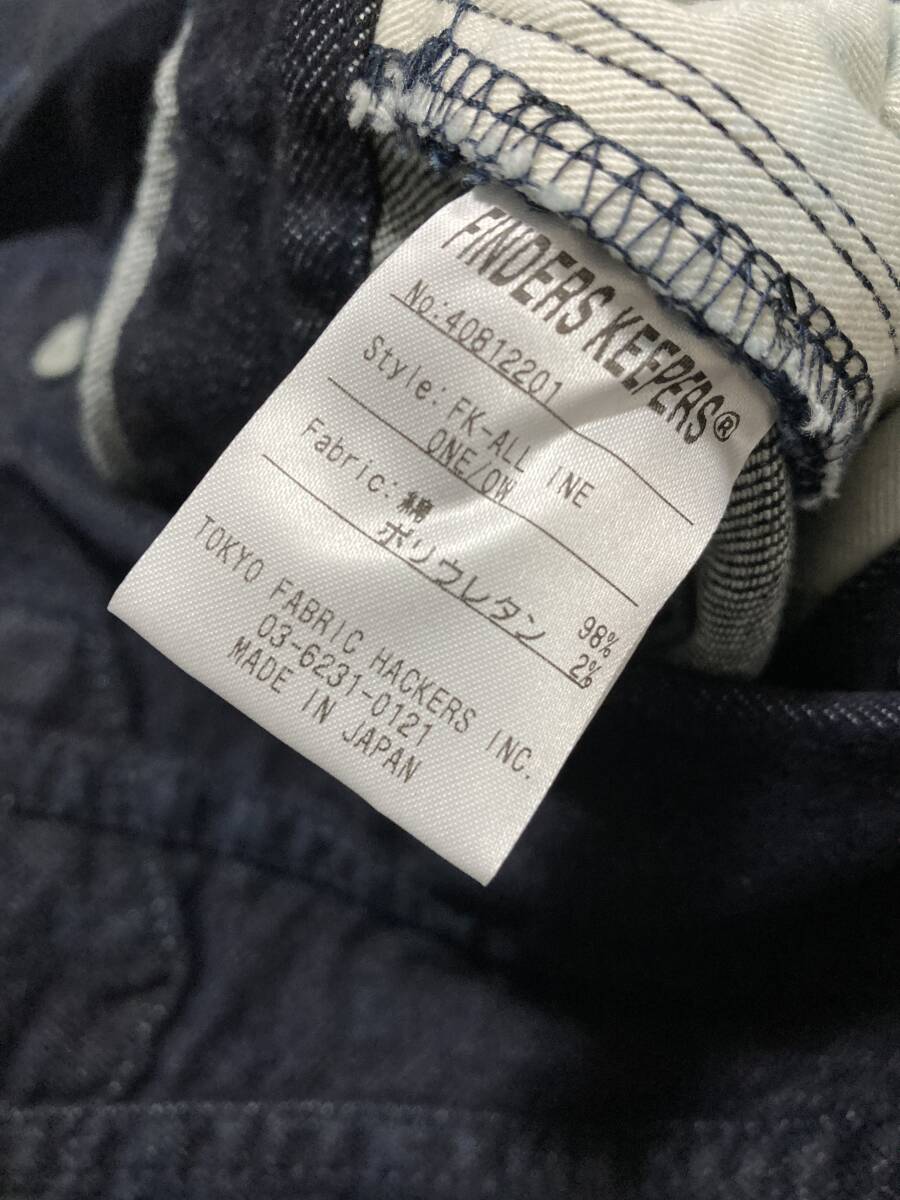 FINDERS KEEPERS®
No:40812201
Style: FK-ALL INE
ONE/OW
Fabric: 綿 98%
ポリウレタン 2%
TOKYO FABRIC HACKERS INC.
03-6231-0121
MADE IN JAPAN